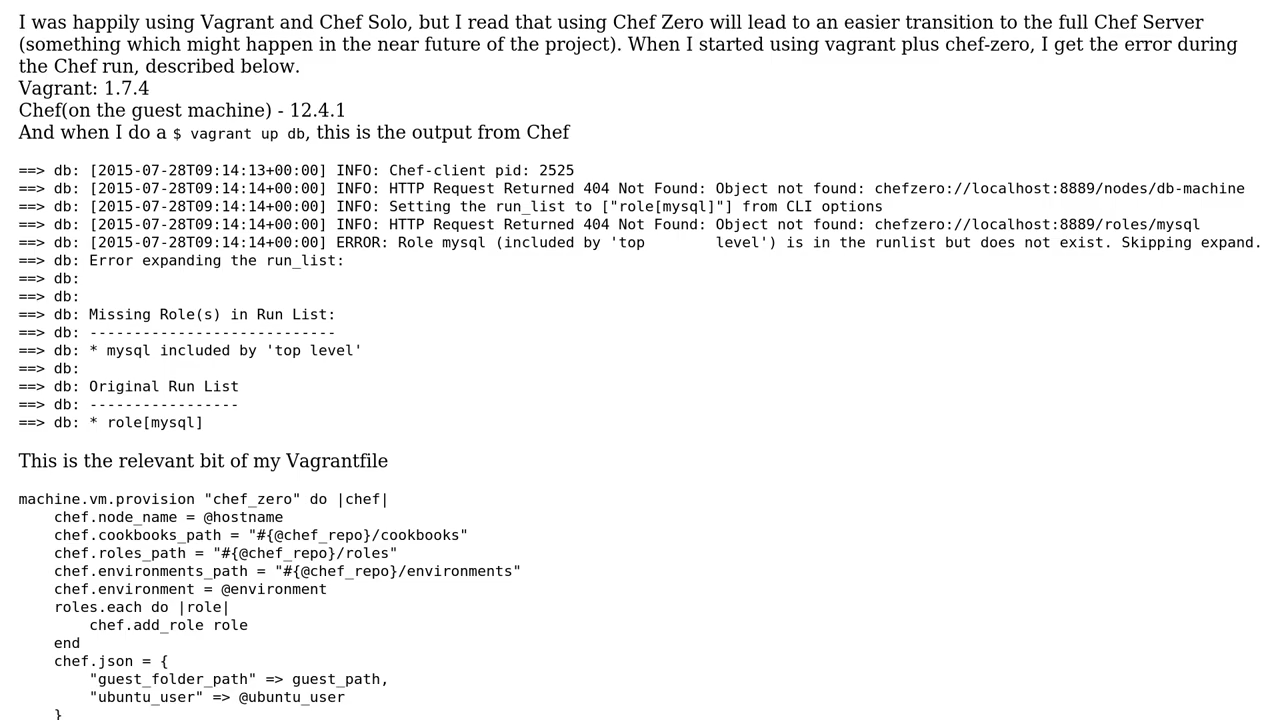 I was happily using Vagrant and Chef Solo, but I read that using Chef Zero will lead to an easier transition to the full Chef Server
(something which might happen in the near future of the project). When I started using vagrant plus chef-zero, I get the error during
the Chef run, described below.
Vagrant: 1.7.4
Chef(on the guest machine) - 12.4.1
And when I do a $ vagrant up db, this is the output from Chef
==> db: [2015-07-28T09:14:13+00:00] INFO: Chef-client pid: 2525
==> db: [2015-07-28T09:14:14+00:00] INFO: HTTP Request Returned 404 Not Found: Object not found: chefzero://localhost:8889/nodes/db-machine
==> db: [2015-07-28T09:14:14+00:00] INFO: Setting the run_list to ["role[mysql]"] from CLI options
==> db: [2015-07-28T09:14:14+00:00] INFO: HTTP Request Returned 404 Not Found: Object not found: chefzero://localhost:8889/roles/mysql
==> db: [2015-07-28T09:14:14+00:00] ERROR: Role mysql (included by 'top        level') is in the runlist but does not exist. Skipping expand.
==> db: Error expanding the run_list:
==> db:
==> db:
==> db: Missing Role(s) in Run List:
==> db: ----------------------------
==> db: * mysql included by 'top level'
==> db:
==> db: Original Run List
==> db: -----------------
==> db: * role[mysql]
This is the relevant bit of my Vagrantfile
machine.vm.provision "chef_zero" do |chef|
    chef.node_name = @hostname
    chef.cookbooks_path = "#{@chef_repo}/cookbooks"
    chef.roles_path = "#{@chef_repo}/roles"
    chef.environments_path = "#{@chef_repo}/environments"
    chef.environment = @environment
    roles.each do |role|
        chef.add_role role
    end
    chef.json = {
        "guest_folder_path" => guest_path,
        "ubuntu_user" => @ubuntu_user
    }